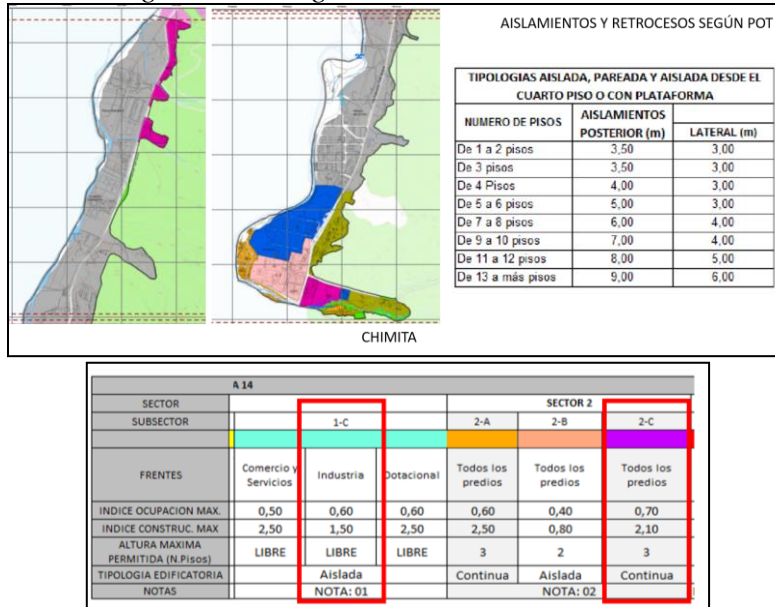 AISLAMIENTOS Y RETROCESOS SEGÚN POT
TIPOLOGIAS AISLADA, PAREADA Y AISLADA DESDE EL
CUARTO PISO O CON PLATAFORMA
NUMERO DE PISOS AISLAMIENTOS
POSTERIOR (m) LATERAL (m)
De 1 a 2 pisos 3,50 3,00
De 3 pisos 3,50 3,00
De 4 Pisos 4,00 3,00
De 5 a 6 pisos 5,00 3,00
De 7 a 8 pisos 6,00 4,00
De 9 a 10 pisos 7,00 4,00
De 11 a 12 pisos 8,00 5,00
De 13 a más pisos 9,00 6,00
CHIMITA
A 14
SECTOR SECTOR 2
SUBSECTOR 1-C 2-A 2-B 2-C
FRENTES Comercio y Servicios Industria Dotacional Todos los predios Todos los predios Todos los predios
INDICE OCUPACION MAX. 0,50 0,60 0,60 0,60 0,40 0,70
INDICE CONSTRUC. MAX 2,50 1,50 2,50 2,50 0,80 2,10
ALTURA MAXIMA PERMITIDA (N.Pisos) LIBRE LIBRE LIBRE 3 2 3
TIPOLOGIA EDIFICATORIA Aislada Continua Aislada Continua
NOTAS NOTA: 01 NOTA: 02